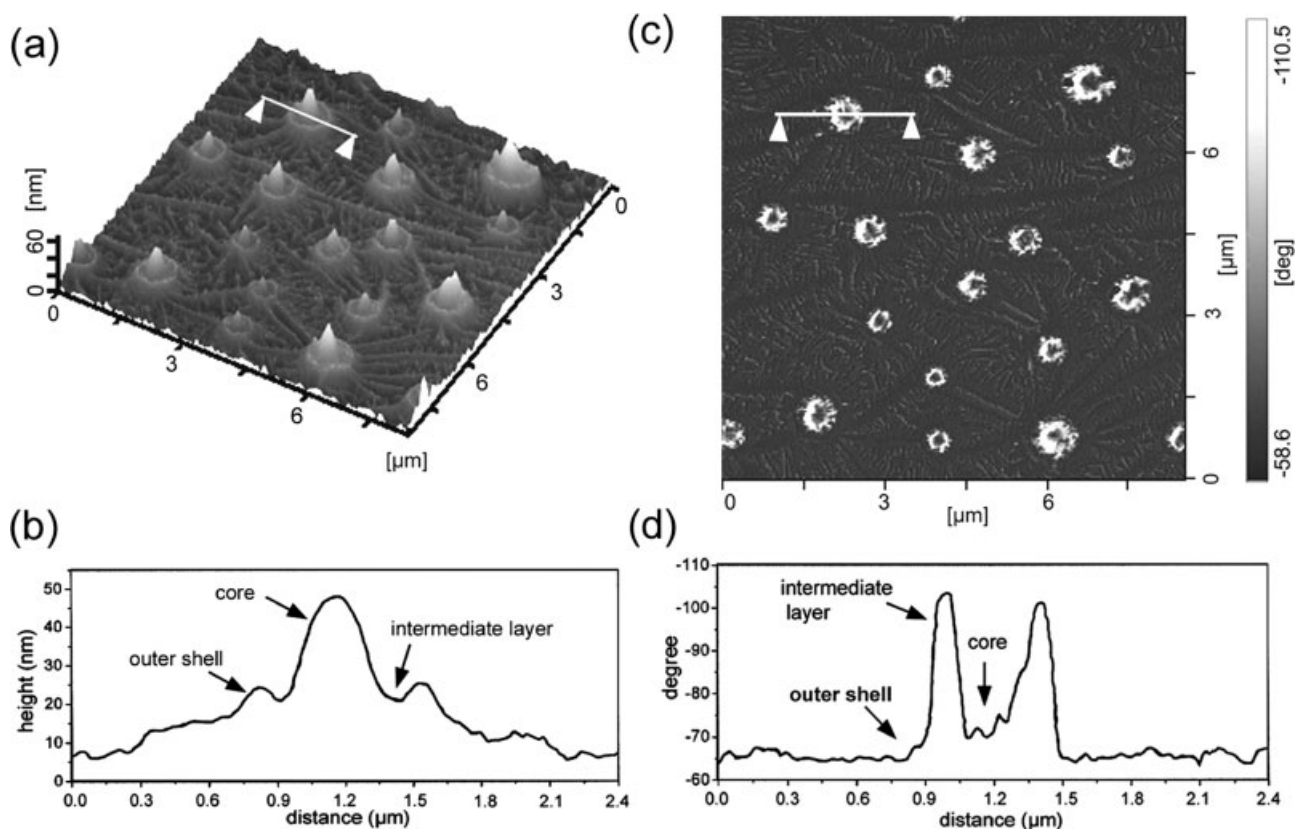 (a)
[nm]
60
0
0
3
6
[µm]
0
3
6
(c)
6
3
0
[µm]
0
3
6
[µm]
-110.5
[deg]
-58.6
(b)
50
40
30
20
10
0
height (nm)
core
outer shell
intermediate layer
0.0 0.3 0.6 0.9 1.2 1.5 1.8 2.1 2.4
distance (µm)
(d)
-110
-100
-90
-80
-70
-60
degree
intermediate
layer
core
outer shell
0.0 0.3 0.6 0.9 1.2 1.5 1.8 2.1 2.4
distance (µm)